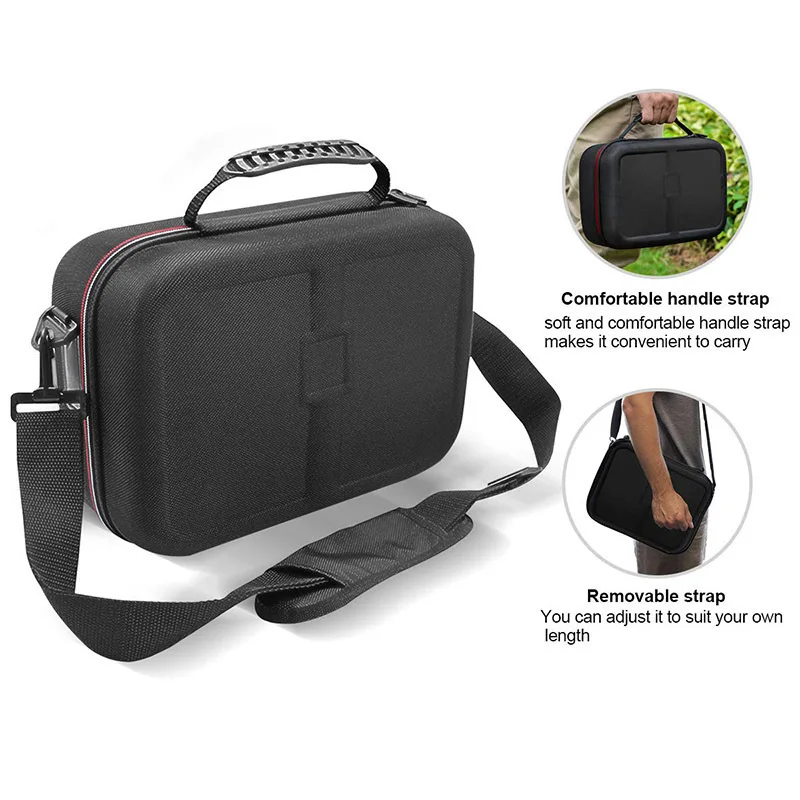 Comfortable handle strap
soft and comfortable handle strap
makes it convenient to carry
Removable strap
You can adjust it to suit your own
length